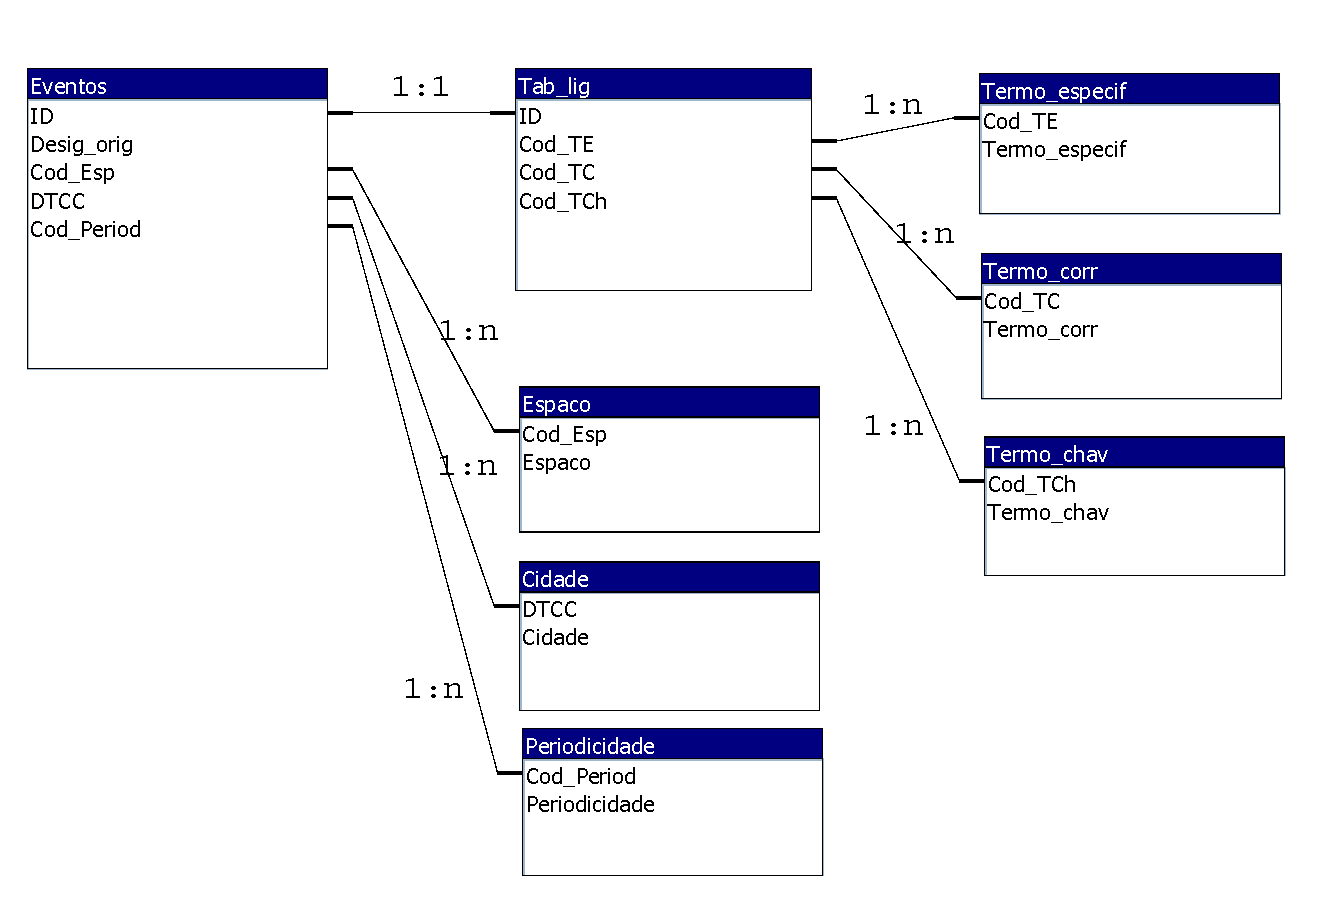 Eventos
ID
Desig_orig
Cod_Esp
DTCC
Cod_Period
1:1
Tab_lig
ID
Cod_TE
Cod_TC
Cod_TCh
1:n
Termo_especif
Cod_TE
Termo_especif
1:n
Termo_corr
Cod_TC
Termo_corr
1:n
Termo_chav
Cod_TCh
Termo_chav
1:n
Espaco
Cod_Esp
Espaco
1:n
Cidade
DTCC
Cidade
1:n
Periodicidade
Cod_Period
Periodicidade